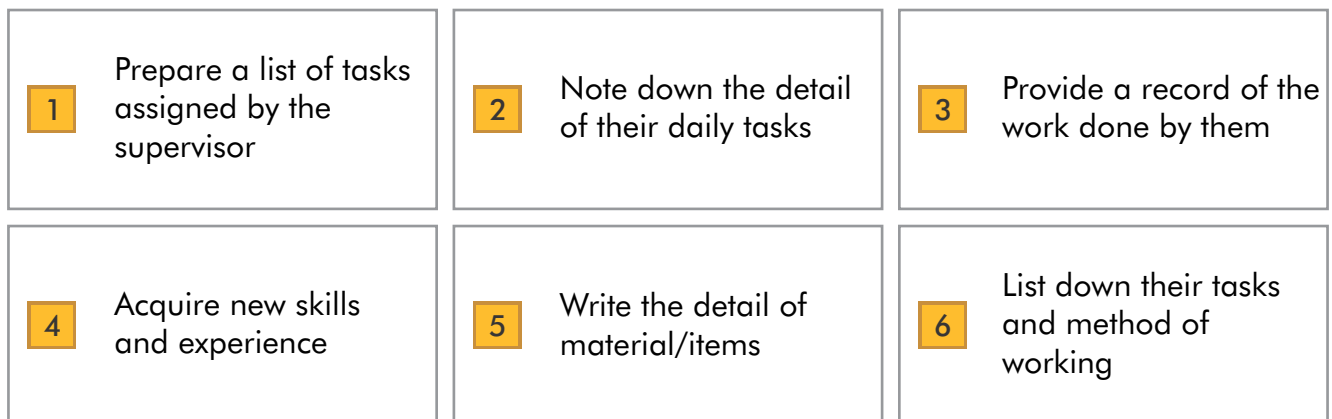 1
Prepare a list of tasks
assigned by the
supervisor
2
Note down the detail
of their daily tasks
3
Provide a record of the
work done by them
4
Acquire new skills
and experience
5
Write the detail of
material/items
6
List down their tasks
and method of
working